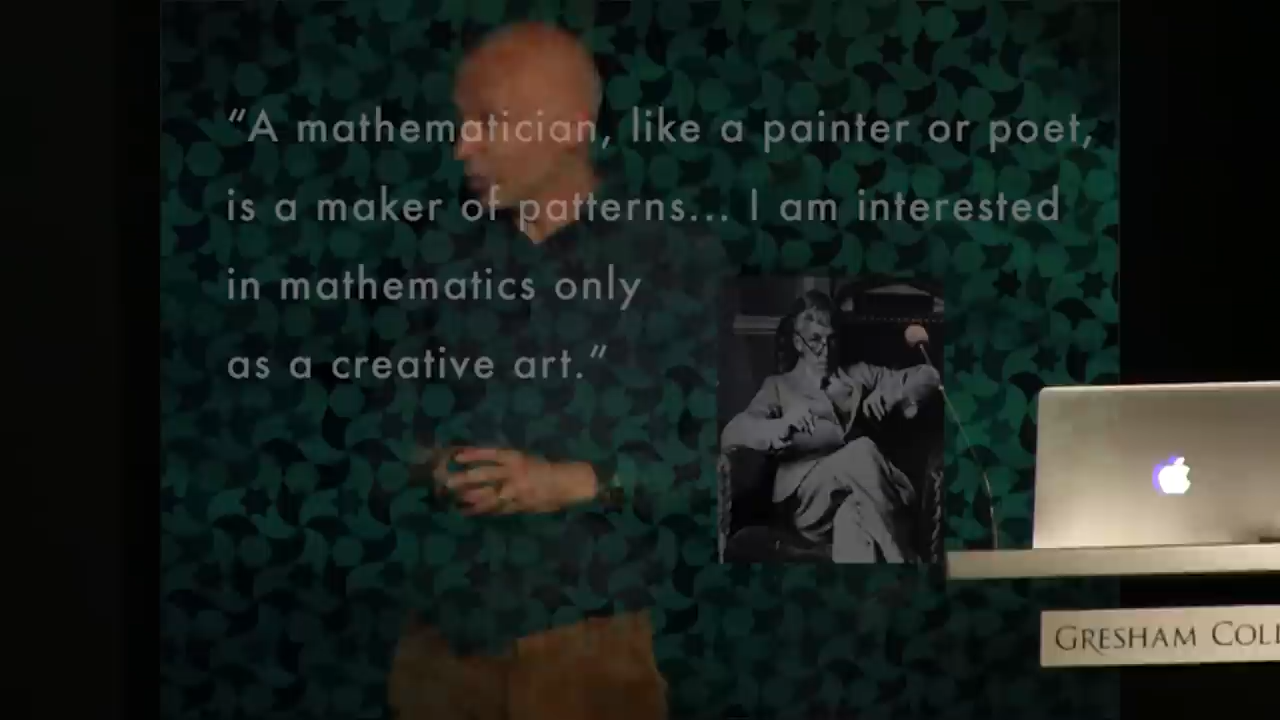 “A mathematician, like a painter or poet,
is a maker of patterns... I am interested
in mathematics only
as a creative art.”
GRESHAM COLL